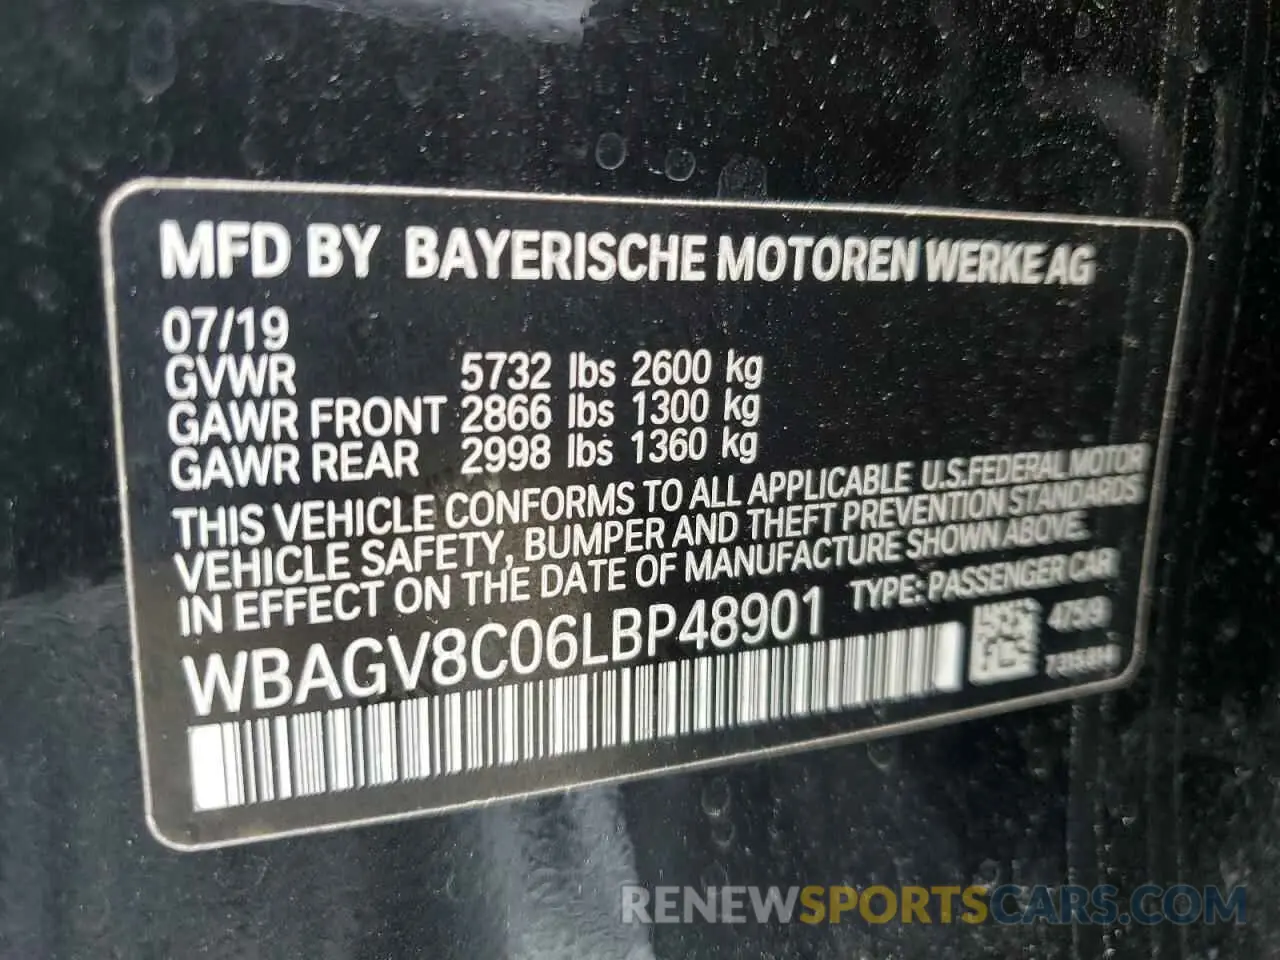 MFD BY BAYERISCHE MOTOREN WERKE AG
07/19
GVWR 5732 lbs 2600 kg
GAWR FRONT 2866 lbs 1300 kg
GAWR REAR 2998 lbs 1360 kg
THIS VEHICLE CONFORMS TO ALL APPLICABLE U.S.FEDERAL MOTOR
VEHICLE SAFETY, BUMPER AND THEFT PREVENTION STANDARDS
IN EFFECT ON THE DATE OF MANUFACTURE SHOWN ABOVE.
WBAGV8C06LBP48901 TYPE: PASSENGER CAR
RENEWSPORTSCARS.COM